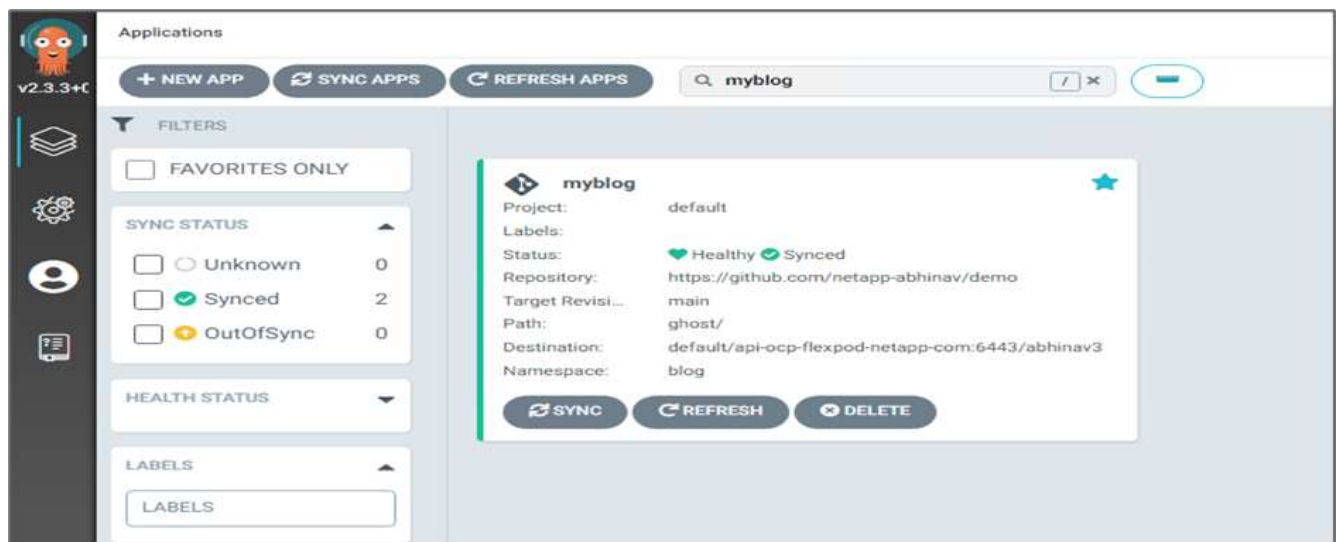 Applications
v2.3.3+0
+ NEW APP
SYNC APPS
REFRESH APPS
myblog
/
FILTERS
FAVORITES ONLY
SYNC STATUS
Unknown 0
Synced 2
OutOfSync 0
HEALTH STATUS
LABELS
LABELS
myblog
Project: default
Labels:
Status: Healthy Synced
Repository: https://github.com/netapp-abhinav/demo
Target Revisi... main
Path: ghost/
Destination: default/api-ocp-flexpod-netapp-com:6443/abhinav3
Namespace: blog
SYNC
REFRESH
DELETE